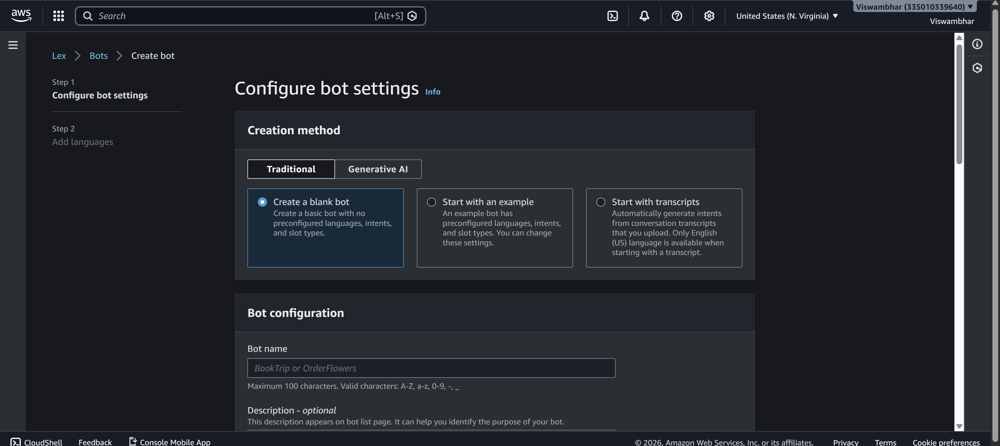 aws
Search
[Alt+S]
United States (N. Virginia)
Viswambhar (335010339640)
Viswambhar
Lex
Bots
Create bot
Step 1
Configure bot settings
Step 2
Add languages
Configure bot settings
Info
Creation method
Traditional
Generative AI
Create a blank bot
Create a basic bot with no
preconfigured languages, intents,
and slot types.
Start with an example
An example bot has
preconfigured languages, intents,
and slot types. You can change
these settings.
Start with transcripts
Automatically generate intents
from conversation transcripts
that you upload. Only English
(US) language is available when
starting with a transcript.
Bot configuration
Bot name
BookTrip or OrderFlowers
Maximum 100 characters. Valid characters: A-Z, a-z, 0-9, -, _
Description - optional
This description appears on bot list page. It can help you identify the purpose of your bot.
CloudShell
Feedback
Console Mobile App
© 2026, Amazon Web Services, Inc. or its affiliates.
Privacy
Terms
Cookie preferences